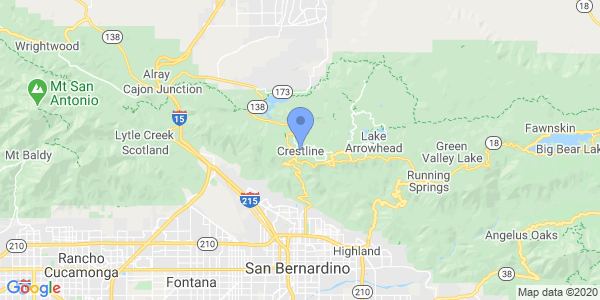 18
Wrightwood
138
Alray
Cajon Junction
173
138
Mt San
Antonio
15
Lytle Creek
Scotland
Crestline
Lake
Arrowhead
Green
Valley Lake
18
Fawnskin
Big Bear Lak
Mt Baldy
Running
Springs
215
210
210
210
Rancho
Cucamonga
Fontana
San Bernardino
Highland
Angelus Oaks
38
Google
Map data ©2020